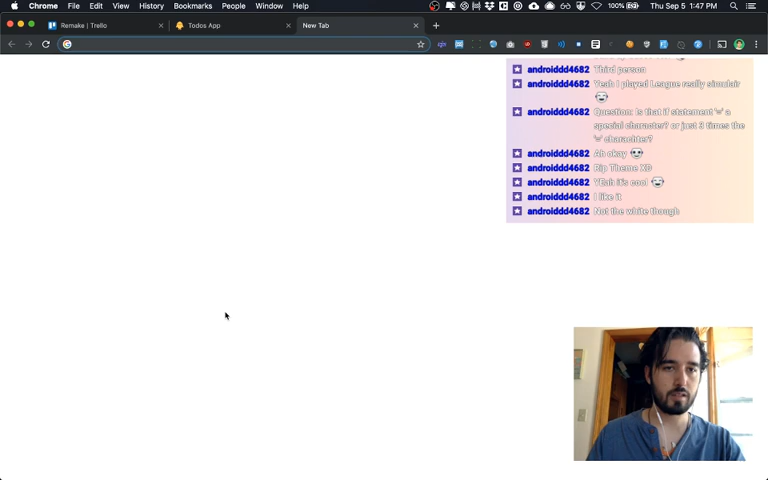 Chrome File Edit View History Bookmarks People Window Help 100% Thu Sep 5 1:47 PM
Remake | Trello
Todos App
New Tab
androiddd4682 Third person
androiddd4682 Yeah I played League really simulair
androiddd4682 Question: Is that if statement '=' a
special character? or just 3 times the
'=' charachter?
androiddd4682 Ah okay
androiddd4682 Rip Theme XD
androiddd4682 YEah it's cool
androiddd4682 I like it
androiddd4682 Not the white though